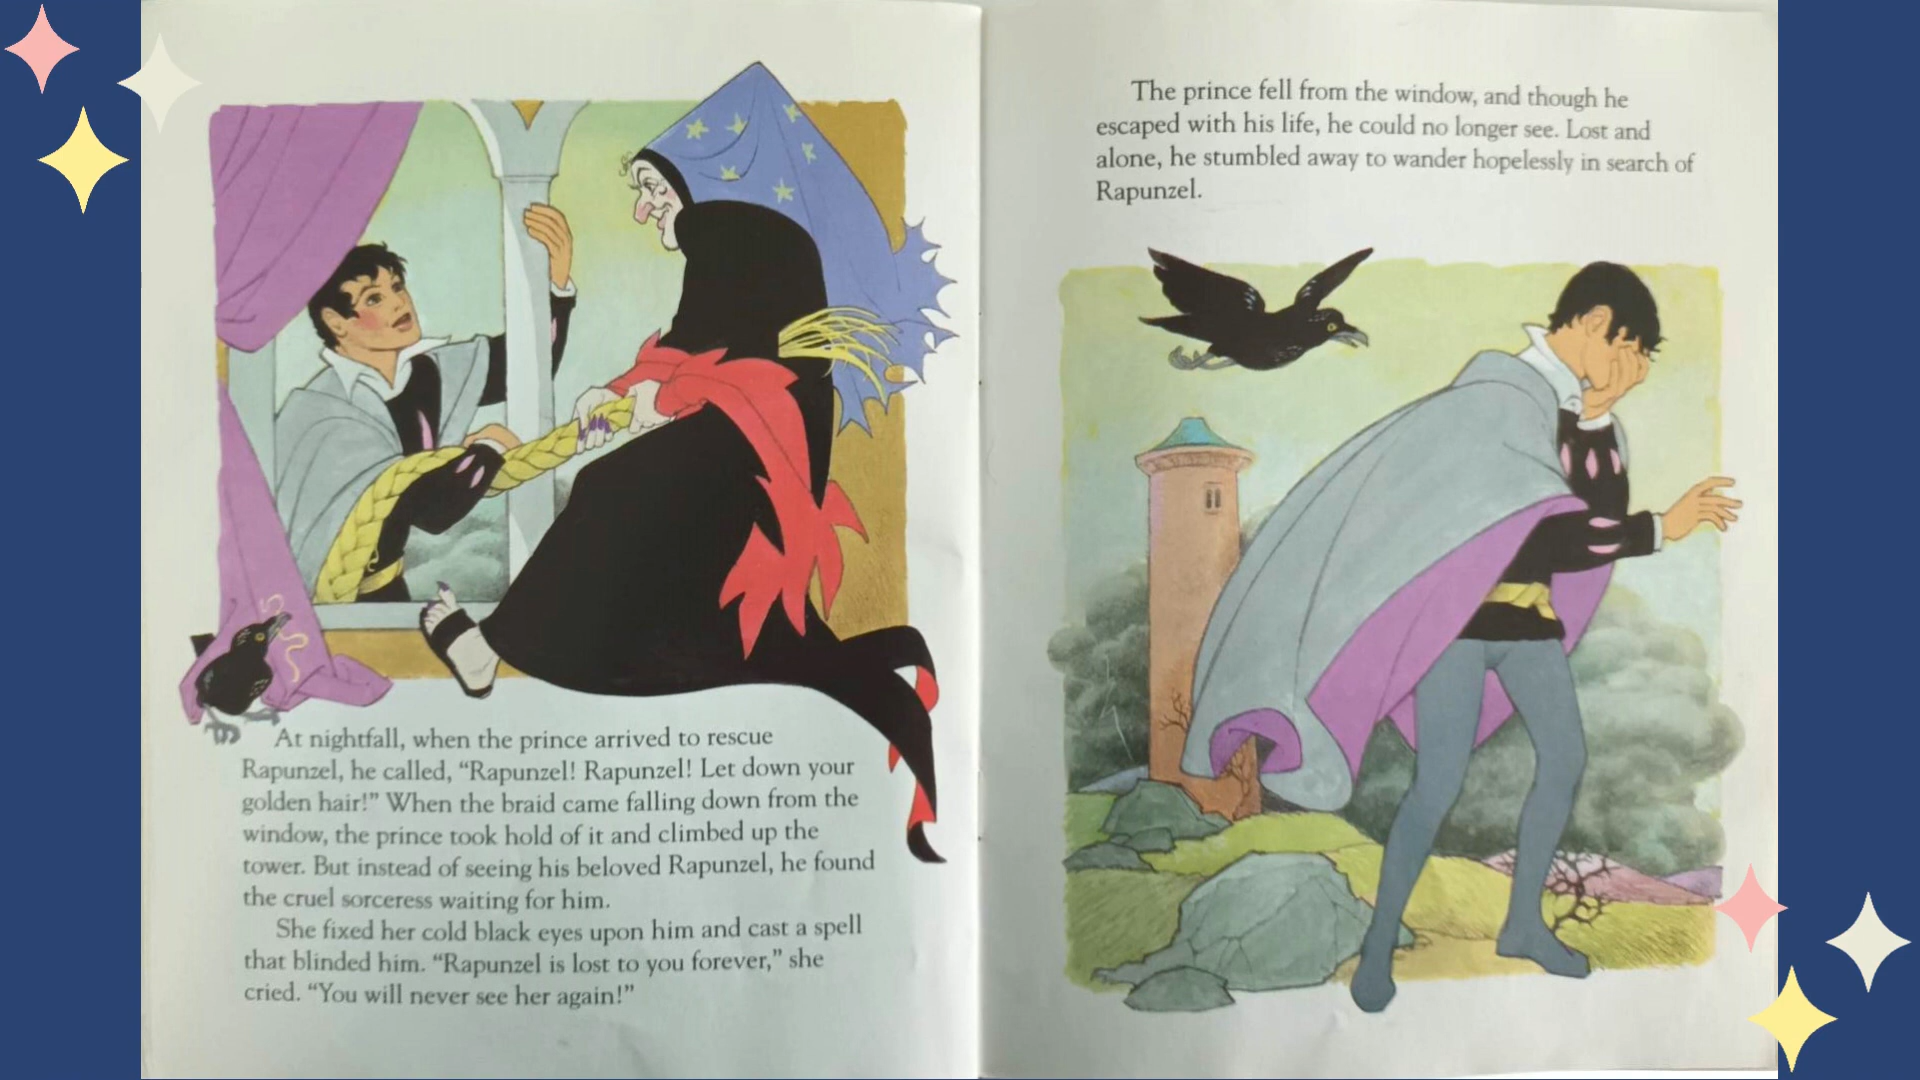 At nightfall, when the prince arrived to rescue
Rapunzel, he called, “Rapunzel! Rapunzel! Let down your
golden hair!” When the braid came falling down from the
window, the prince took hold of it and climbed up the
tower. But instead of seeing his beloved Rapunzel, he found
the cruel sorceress waiting for him.
She fixed her cold black eyes upon him and cast a spell
that blinded him. “Rapunzel is lost to you forever,” she
cried. “You will never see her again!”
The prince fell from the window, and though he
escaped with his life, he could no longer see. Lost and
alone, he stumbled away to wander hopelessly in search of
Rapunzel.